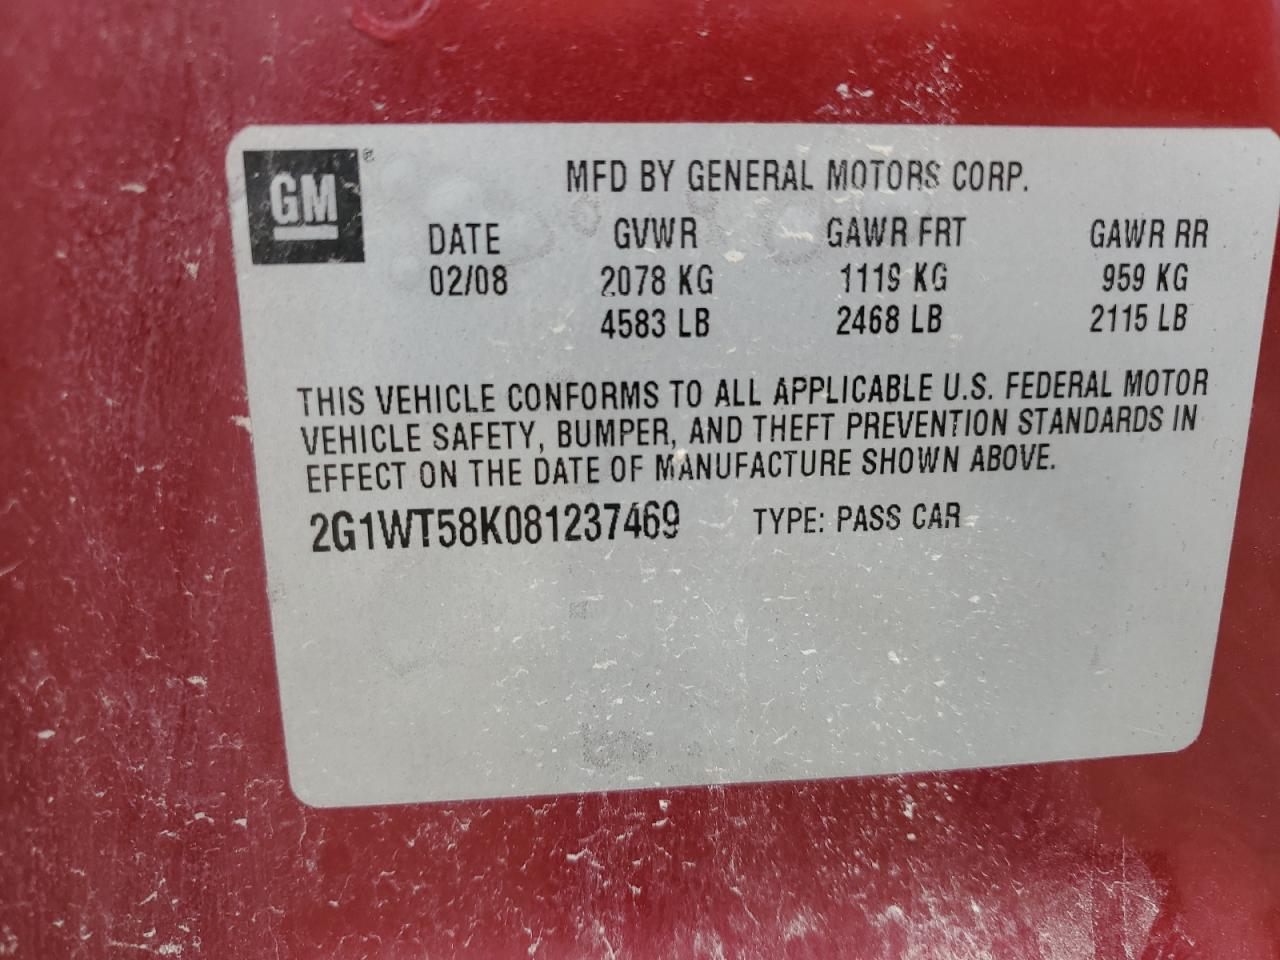 GM ®
MFD BY GENERAL MOTORS CORP.
DATE GVWR GAWR FRT GAWR RR
02/08 2078 KG 1119 KG 959 KG
4583 LB 2468 LB 2115 LB
THIS VEHICLE CONFORMS TO ALL APPLICABLE U.S. FEDERAL MOTOR
VEHICLE SAFETY, BUMPER, AND THEFT PREVENTION STANDARDS IN
EFFECT ON THE DATE OF MANUFACTURE SHOWN ABOVE.
2G1WT58K081237469 TYPE: PASS CAR